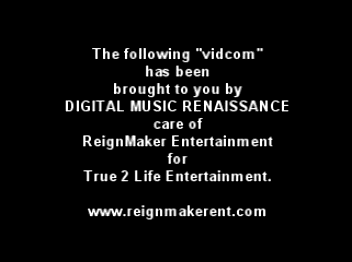 The following "vidcom"
has been
brought to you by
DIGITAL MUSIC RENAISSANCE
care of
ReignMaker Entertainment
for
True 2 Life Entertainment.
www.reignmakerent.com